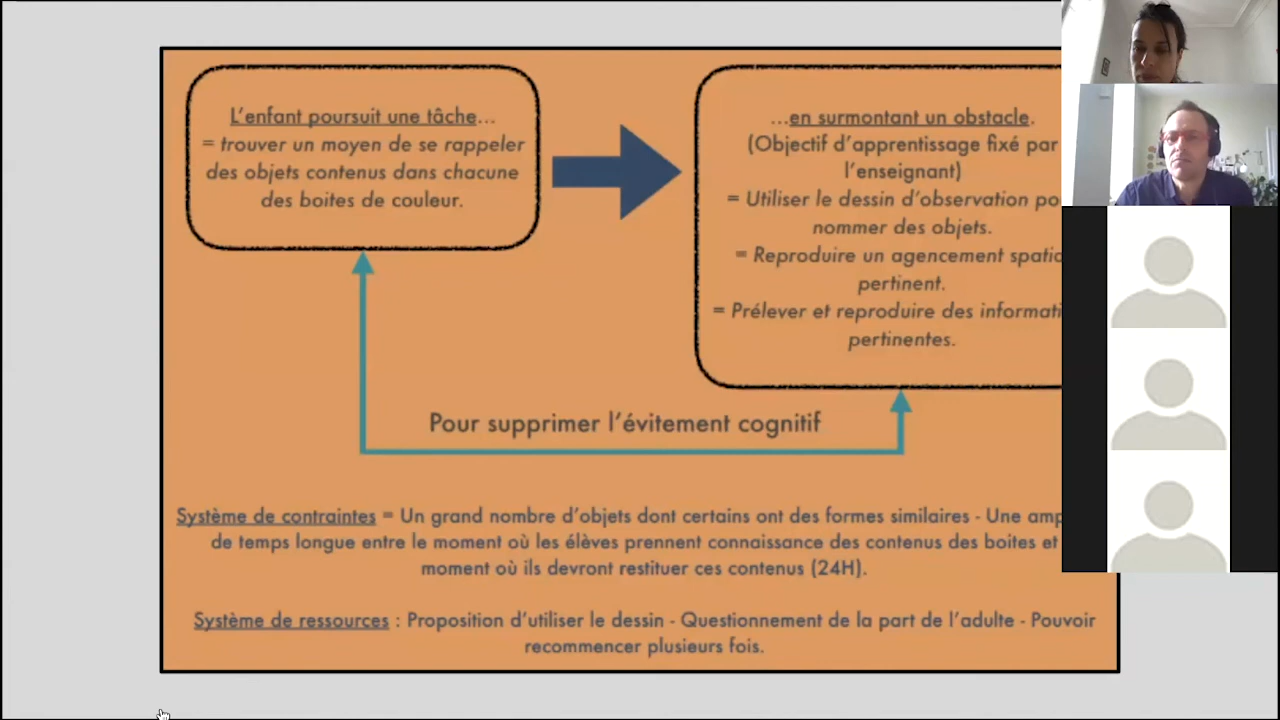 L'enfant poursuit une tâche...
= trouver un moyen de se rappeler
des objets contenus dans chacune
des boites de couleur.
...en surmontant un obstacle.
(Objectif d'apprentissage fixé par
l'enseignant)
= Utiliser le dessin d'observation
nommer des objets.
= Reproduire un agencement
pertinent.
= Prélever et reproduire des
pertinentes.
Pour supprimer l'évitement cognitif
Système de contraintes = Un grand nombre d'objets dont certains ont des formes similaires - Une
de temps longue entre le moment où les élèves prennent connaissance des contenus des boites et
moment où ils devront restituer ces contenus (24H).
Système de ressources : Proposition d'utiliser le dessin - Questionnement de la part de l'adulte - Pouvoir
recommencer plusieurs fois.